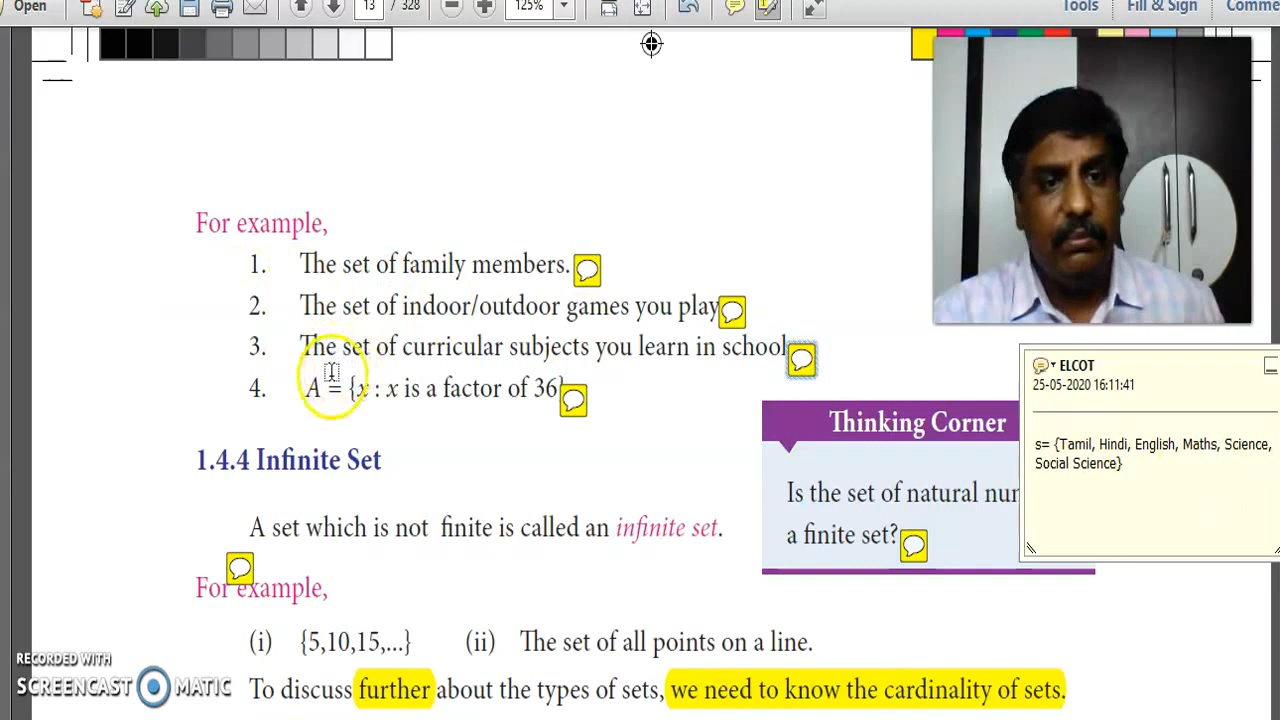 Open
13 / 328
125%
Tools
Fill & Sign
Comme
For example,
1. The set of family members.
2. The set of indoor/outdoor games you play
3. The set of curricular subjects you learn in school
4. A = {x : x is a factor of 36}
1.4.4 Infinite Set
A set which is not finite is called an infinite set.
For example,
(i) {5,10,15,...} (ii) The set of all points on a line.
To discuss further about the types of sets, we need to know the cardinality of sets.
Thinking Corner
Is the set of natural nu
a finite set?
ELCOT
25-05-2020 16:11:41
s= {Tamil, Hindi, English, Maths, Science,
Social Science}
RECORDED WITH
SCREENCAST MATIC